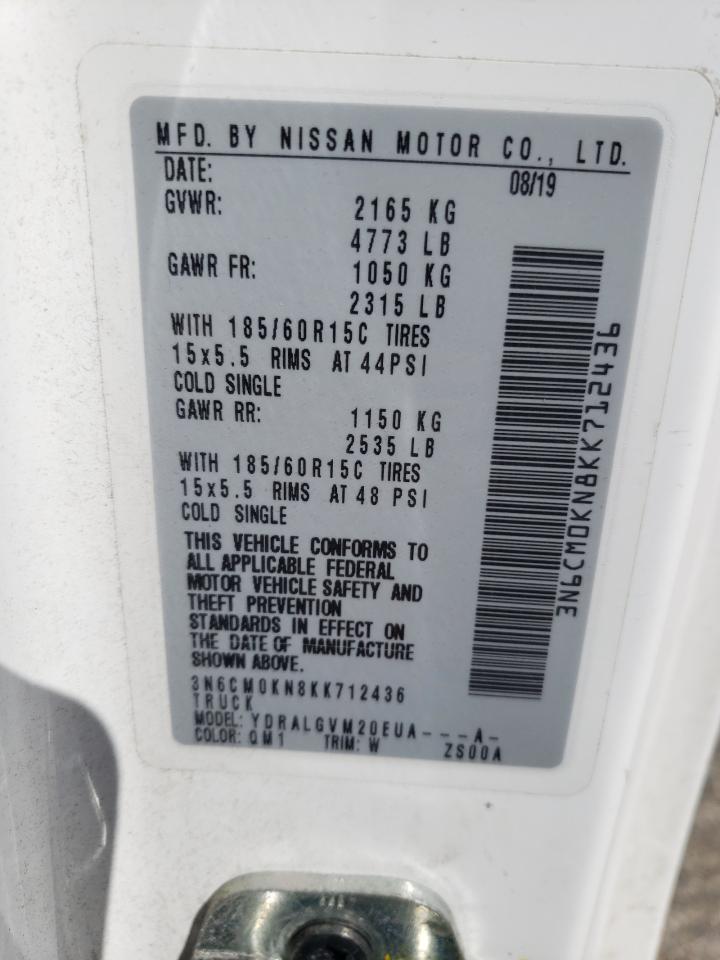 MFD. BY NISSAN MOTOR CO., LTD.
DATE: 08/19
GVWR: 2165 KG
4773 LB
GAWR FR: 1050 KG
2315 LB
WITH 185/60R15C TIRES
15x5.5 RIMS AT 44PSI
COLD SINGLE
GAWR RR: 1150 KG
2535 LB
WITH 185/60R15C TIRES
15x5.5 RIMS AT 48 PSI
COLD SINGLE
THIS VEHICLE CONFORMS TO
ALL APPLICABLE FEDERAL
MOTOR VEHICLE SAFETY AND
THEFT PREVENTION
STANDARDS IN EFFECT ON
THE DATE OF MANUFACTURE
SHOWN ABOVE.
3N6CM0KN8KK712436
TRUCK
MODEL: YDRALGVM20EUA---A-
COLOR: QM1 TRIM: W ZS00A
3N6CM0KN8KK712436